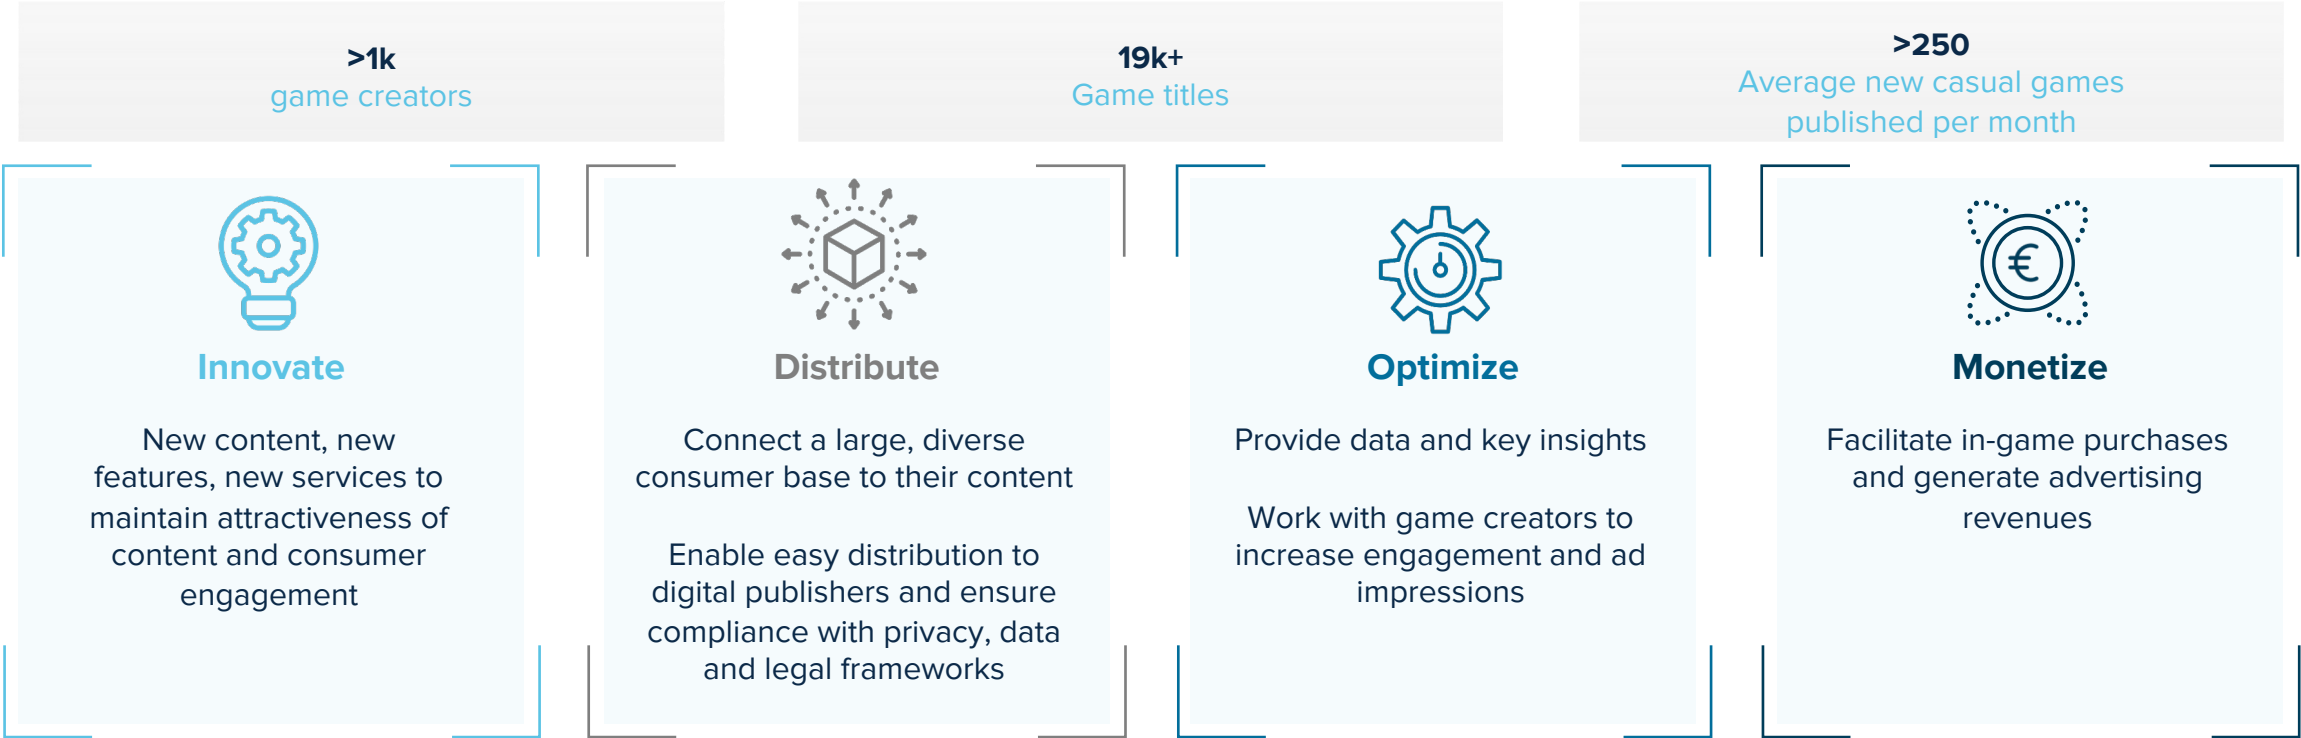 >1k
game creators
19k+
Game titles
>250
Average new casual games
published per month
Innovate
New content, new
features, new services to
maintain attractiveness of
content and consumer
engagement
Distribute
Connect a large, diverse
consumer base to their content
Enable easy distribution to
digital publishers and ensure
compliance with privacy, data
and legal frameworks
Optimize
Provide data and key insights
Work with game creators to
increase engagement and ad
impressions
€
Monetize
Facilitate in-game purchases
and generate advertising
revenues